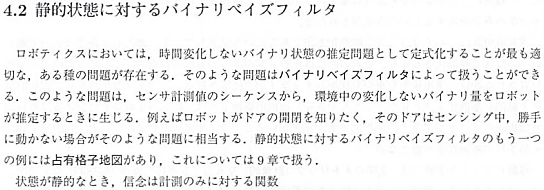 4.2 静的状態に対するバイナリベイズフィルタ
ロボティクスにおいては，時間変化しないバイナリ状態の推定問題として定式化することが最も適
切な，ある種の問題が存在する．そのような問題はバイナリベイズフィルタによって扱うことができ
る．このような問題は，センサ計測値のシーケンスから，環境中の変化しないバイナリ量をロボット
が推定するときに生じる．例えばロボットがドアの開閉を知りたく，そのドアはセンシング中，勝手
に動かない場合がそのような問題に相当する．静的状態に対するバイナリベイズフィルタのもう一つ
の例には占有格子地図があり，これについては9章で扱う．
状態が静的なとき，信念は計測のみに対する関数